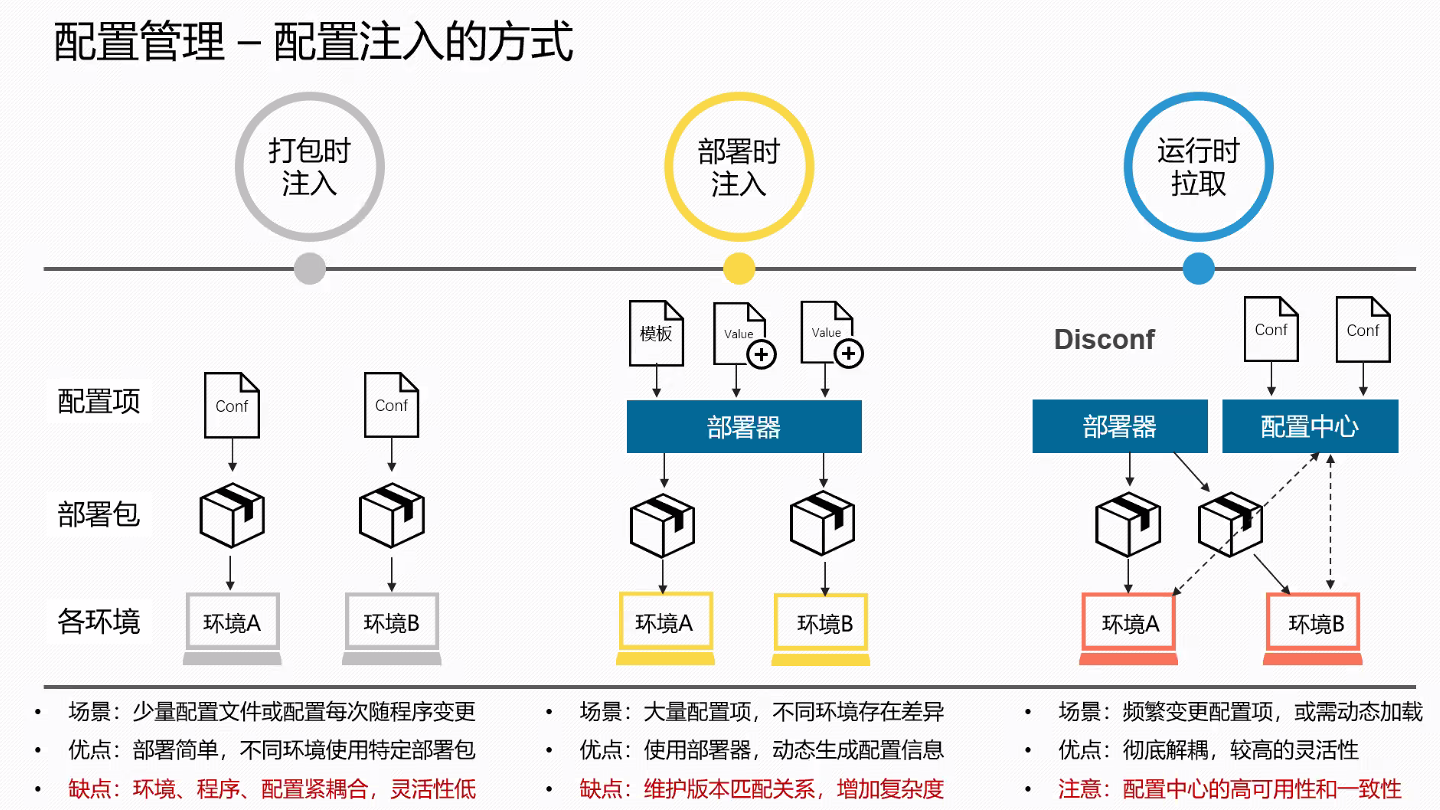 配置管理 – 配置注入的方式
打包时
注入
部署时
注入
运行时
拉取
配置项
部署包
各环境
Conf
Conf
环境A
环境B
模板
Value
Value
部署器
环境A
环境B
Disconf
Conf
Conf
部署器
配置中心
环境A
环境B
• 场景：少量配置文件或配置每次随程序变更
• 优点：部署简单，不同环境使用特定部署包
• 缺点：环境、程序、配置紧耦合，灵活性低
• 场景：大量配置项，不同环境存在差异
• 优点：使用部署器，动态生成配置信息
• 缺点：维护版本匹配关系，增加复杂度
• 场景：频繁变更配置项，或需动态加载
• 优点：彻底解耦，较高的灵活性
• 注意：配置中心的高可用性和一致性